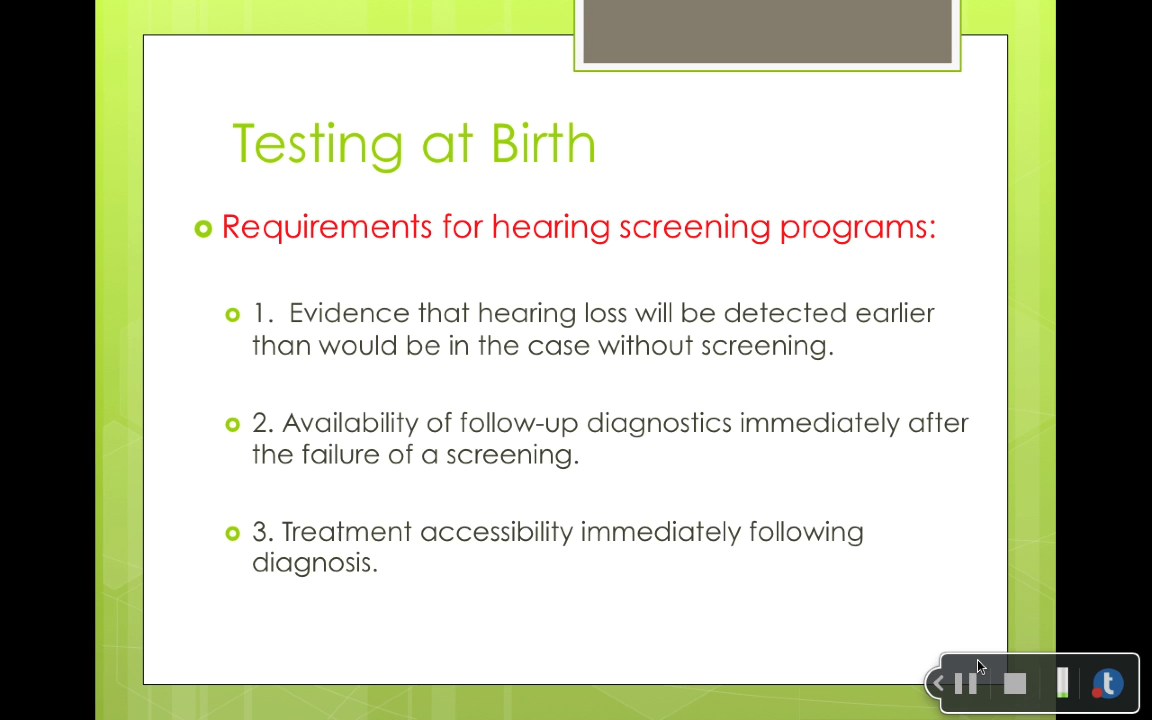 Testing at Birth
Requirements for hearing screening programs:
1. Evidence that hearing loss will be detected earlier
than would be in the case without screening.
2. Availability of follow-up diagnostics immediately after
the failure of a screening.
3. Treatment accessibility immediately following
diagnosis.
t